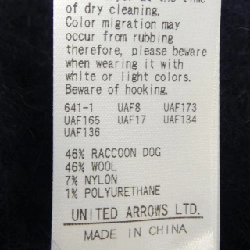 of dry cleaning.
Color migration may
occur from rubbing
therefore, please beware
when wearing it with
white or light colors.
Beware of hooking.
641-1 UAF8 UAF173
UAF165 UAF17 UAF134
UAF136
46% RACCOON DOG
46% WOOL
7% NYLON
1% POLYURETHANE
UNITED ARROWS LTD.
MADE IN CHINA